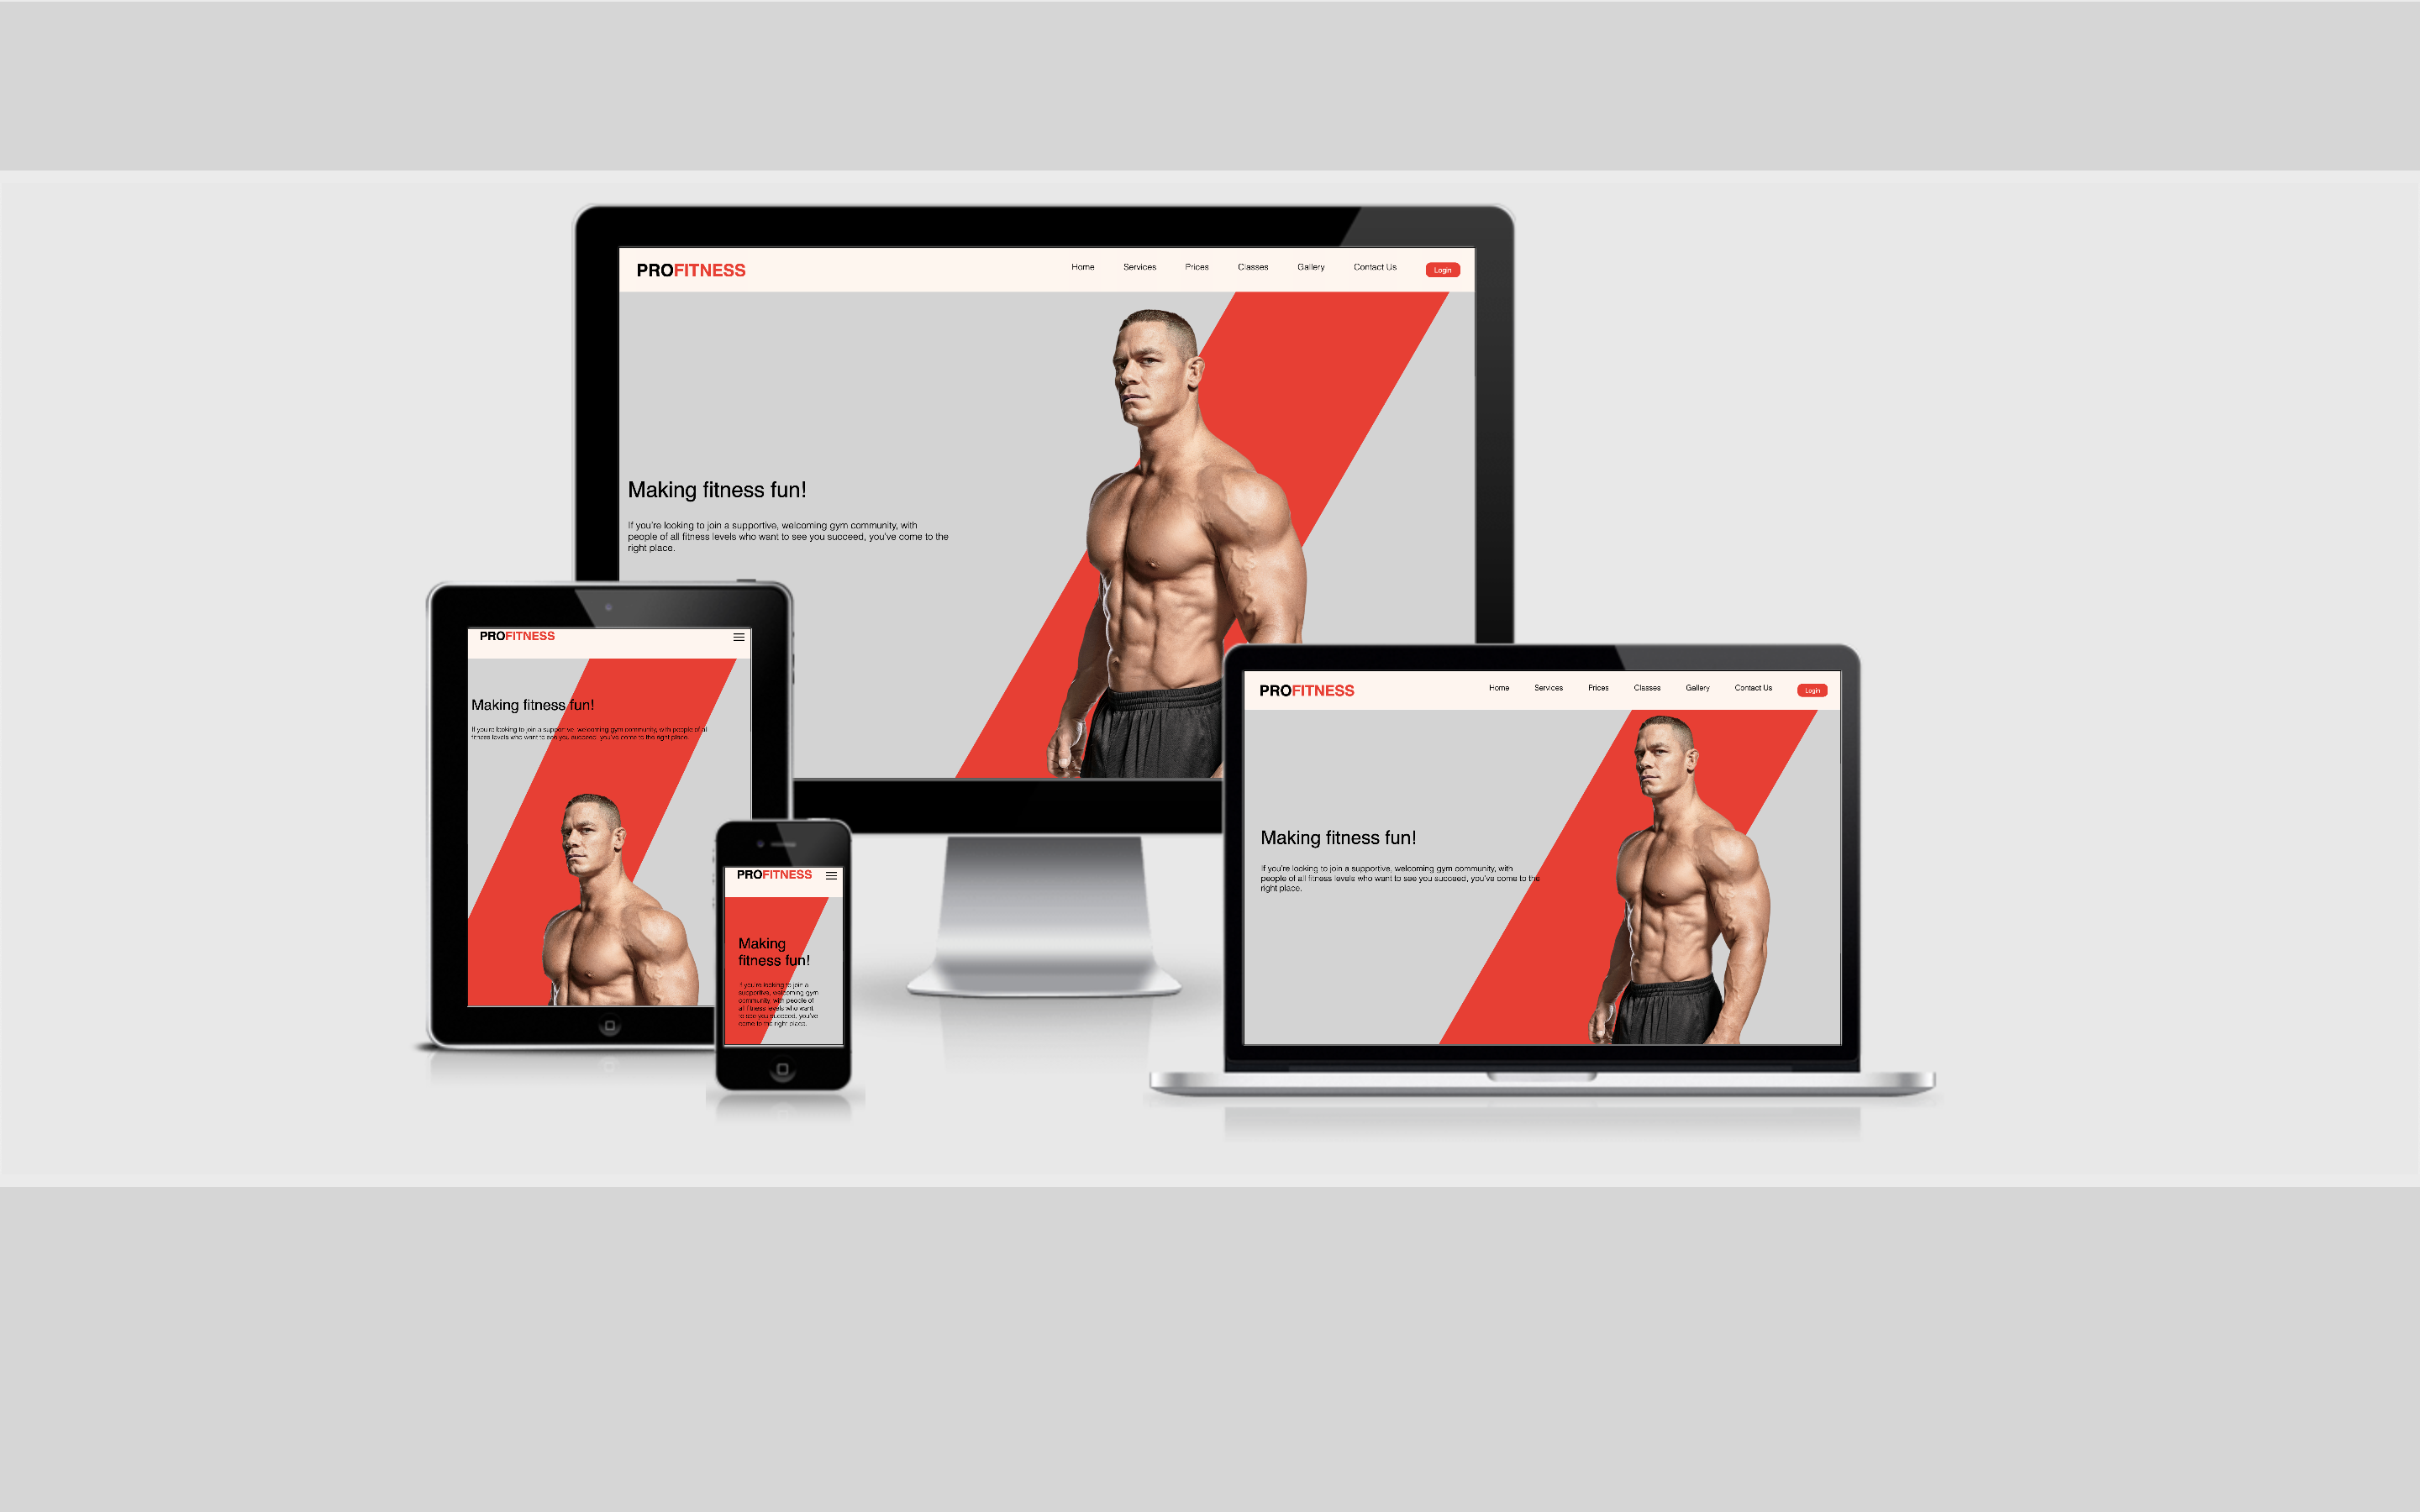 PROFITNESS
Home Services Prices Classes Gallery Contact Us Login
Making fitness fun!
If you're looking to join a supportive, welcoming gym community, with
people of all fitness levels who want to see you succeed, you've come to the
right place.
PROFITNESS
Making fitness fun!
If you're looking to join a supportive, welcoming gym community, with people of all
fitness levels who want to see you succeed, you've come to the right place.
PROFITNESS
Making
fitness fun!
If you're looking to join a
supportive, welcoming gym
community, with people of
all fitness levels who want
to see you succeed, you've
come to the right place.
PROFITNESS
Home Services Prices Classes Gallery Contact Us Login
Making fitness fun!
If you're looking to join a supportive, welcoming gym community, with
people of all fitness levels who want to see you succeed, you've come to the
right place.